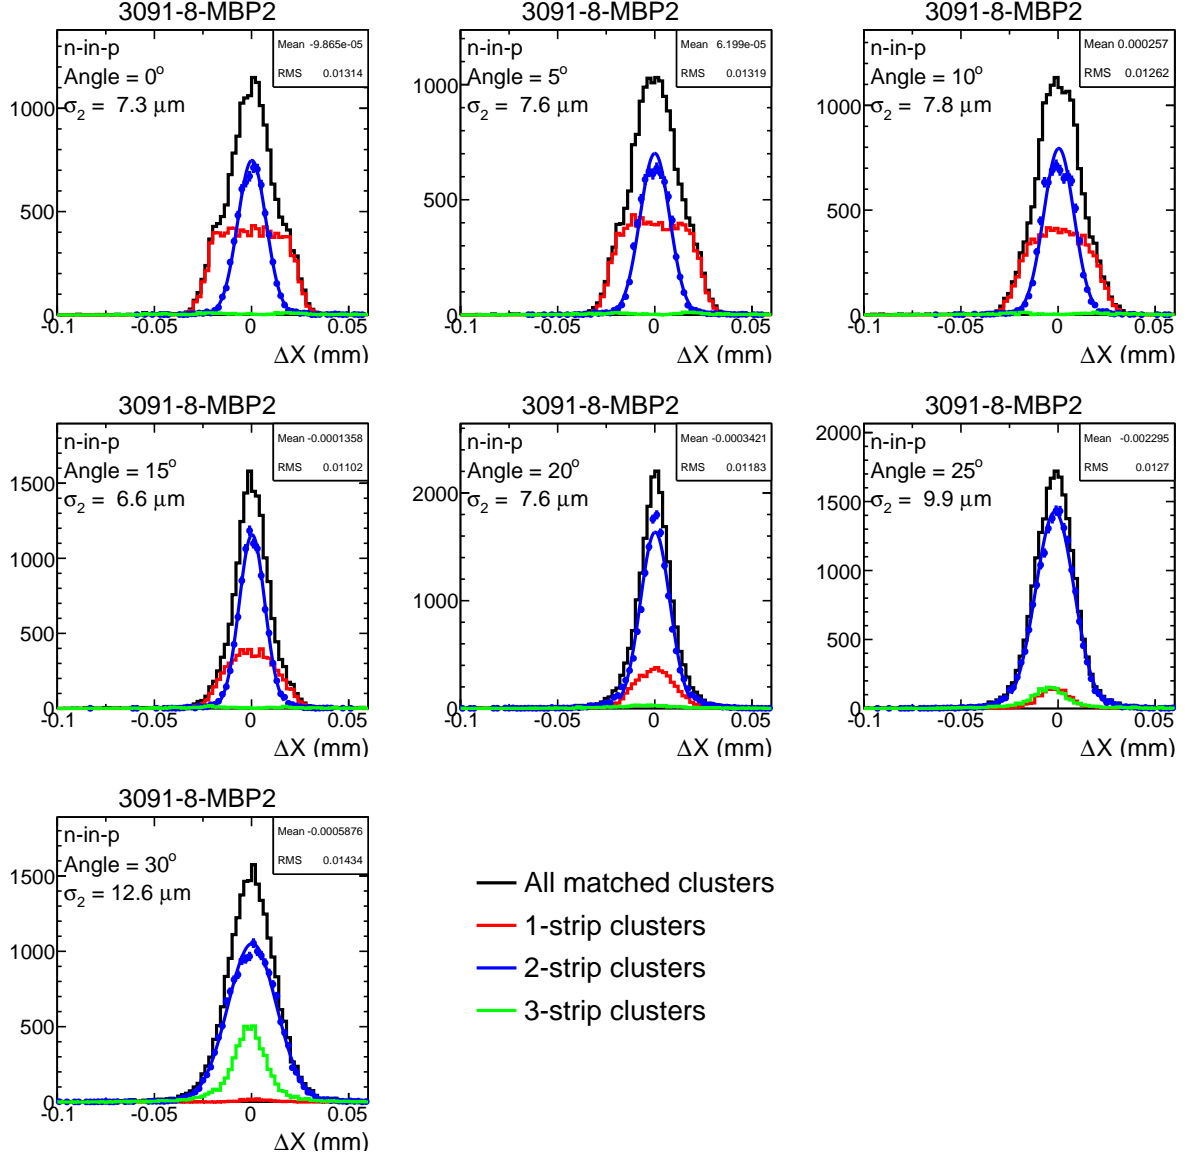 3091-8-MBP2
n-in-p
Angle = 0°
σ₂ = 7.3 μm
Mean -9.865e-05
RMS 0.01314
1000
500
0
-0.1 -0.05 0 0.05
ΔX (mm)
3091-8-MBP2
n-in-p
Angle = 5°
σ₂ = 7.6 μm
Mean 6.199e-05
RMS 0.01319
1000
500
0
-0.1 -0.05 0 0.05
ΔX (mm)
3091-8-MBP2
n-in-p
Angle = 10°
σ₂ = 7.8 μm
Mean 0.000257
RMS 0.01262
1000
500
0
-0.1 -0.05 0 0.05
ΔX (mm)
3091-8-MBP2
n-in-p
Angle = 15°
σ₂ = 6.6 μm
Mean -0.0001358
RMS 0.01102
1500
1000
500
0
-0.1 -0.05 0 0.05
ΔX (mm)
3091-8-MBP2
n-in-p
Angle = 20°
σ₂ = 7.6 μm
Mean -0.0003421
RMS 0.01183
2000
1000
0
-0.1 -0.05 0 0.05
ΔX (mm)
3091-8-MBP2
n-in-p
Angle = 25°
σ₂ = 9.9 μm
Mean -0.002295
RMS 0.0127
2000
1500
1000
500
0
-0.1 -0.05 0 0.05
ΔX (mm)
3091-8-MBP2
n-in-p
Angle = 30°
σ₂ = 12.6 μm
Mean -0.0005876
RMS 0.01434
1500
1000
500
0
-0.1 -0.05 0 0.05
ΔX (mm)
All matched clusters
1-strip clusters
2-strip clusters
3-strip clusters